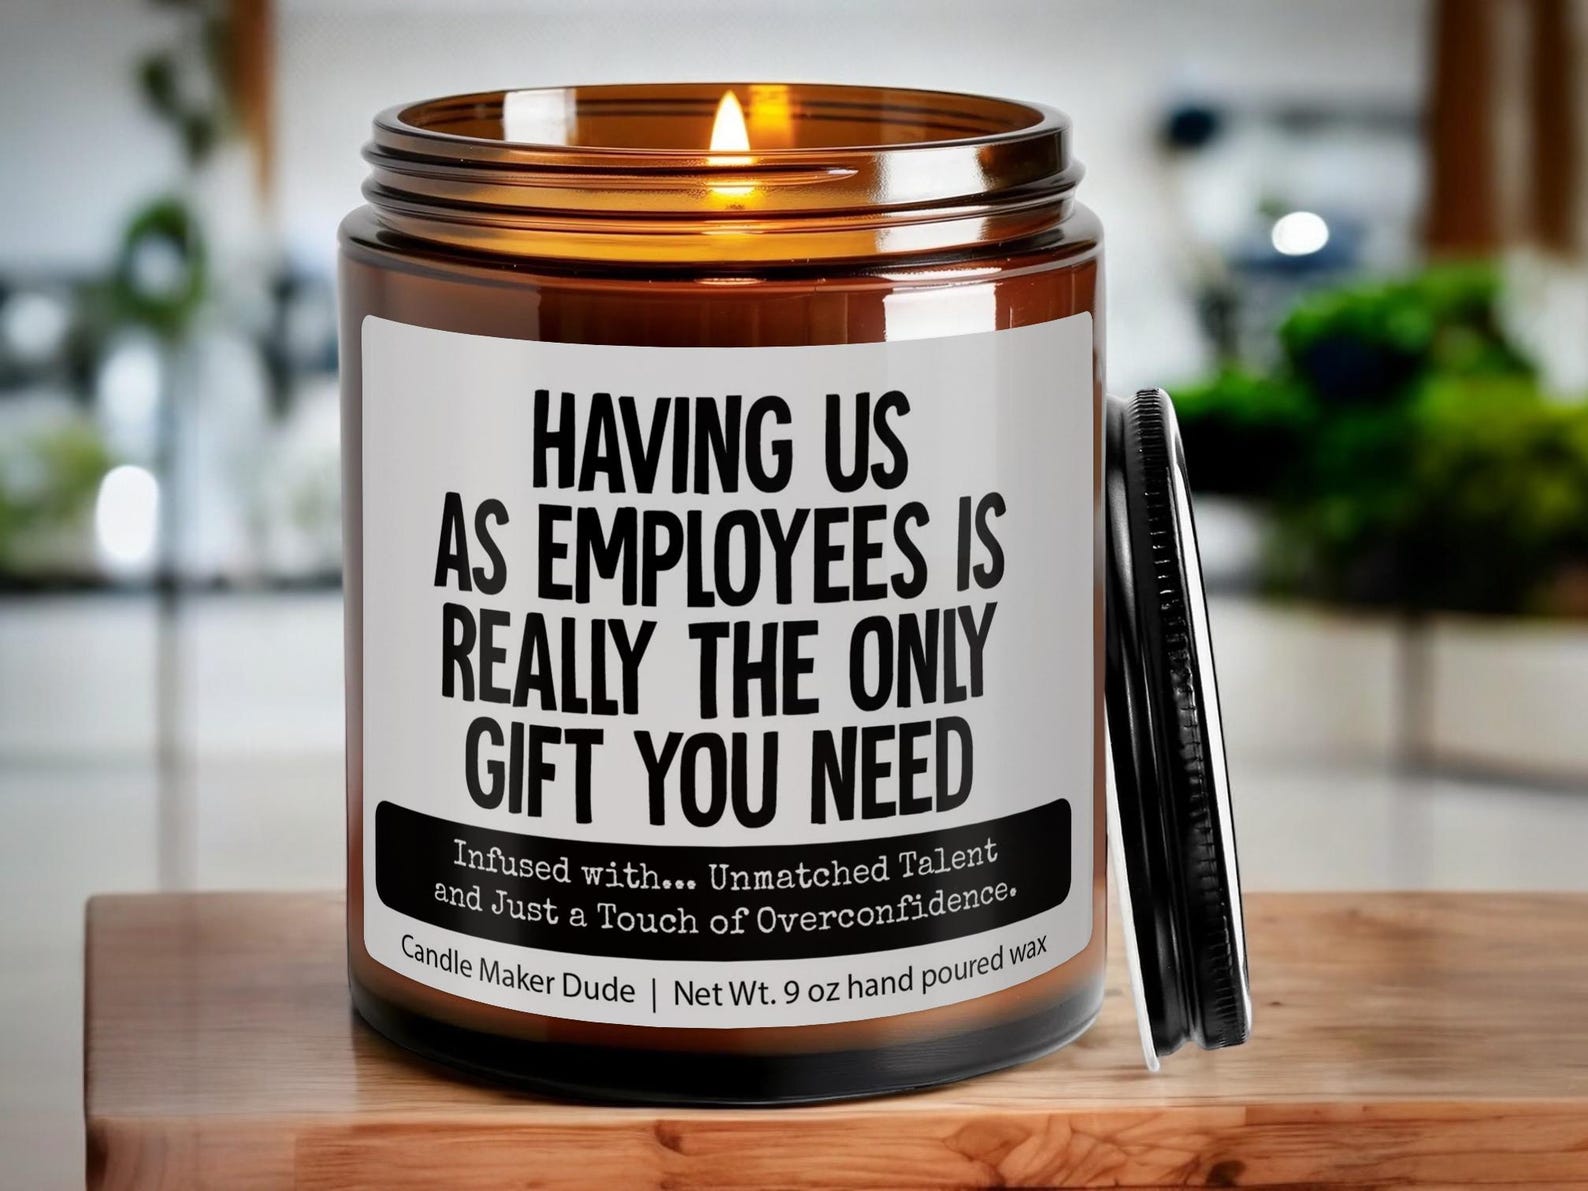 HAVING US
AS EMPLOYEES IS
REALLY THE ONLY
GIFT YOU NEED
Infused with... Unmatched Talent
and Just a Touch of Overconfidence.
Candle Maker Dude | Net Wt. 9 oz hand poured wax